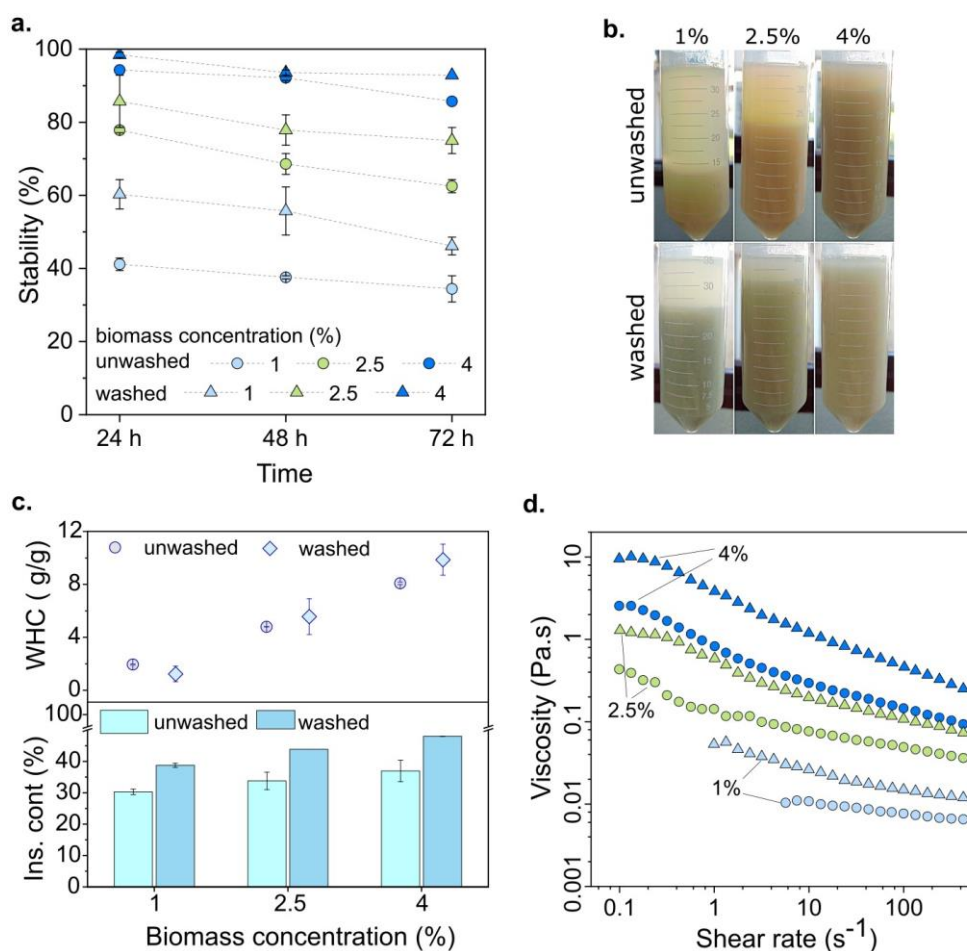 a.
100
80
60
40
20
0
Stability (%)
biomass concentration (%)
unwashed 1 2.5 4
washed 1 2.5 4
24 h 48 h 72 h
Time
b.
1% 2.5% 4%
unwashed
washed
c.
12
8
4
0
WHC ( g/g)
unwashed washed
100
40
30
20
10
0
Ins. cont (%)
unwashed washed
1 2.5 4
Biomass concentration (%)
d.
10
1
0.1
0.01
0.001
Viscosity (Pa.s)
4%
2.5%
1%
0.1 1 10 100
Shear rate (s⁻¹)